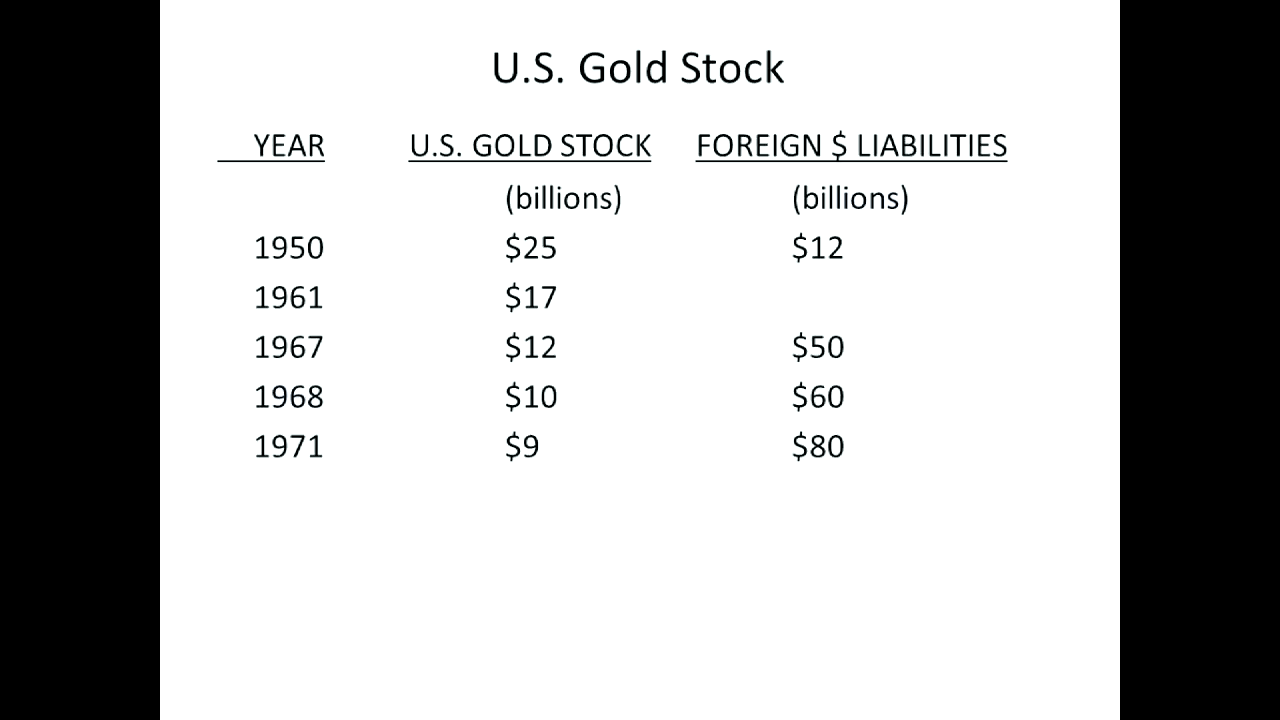 U.S. Gold Stock
YEAR U.S. GOLD STOCK FOREIGN $ LIABILITIES
(billions) (billions)
1950 $25 $12
1961 $17
1967 $12 $50
1968 $10 $60
1971 $9 $80